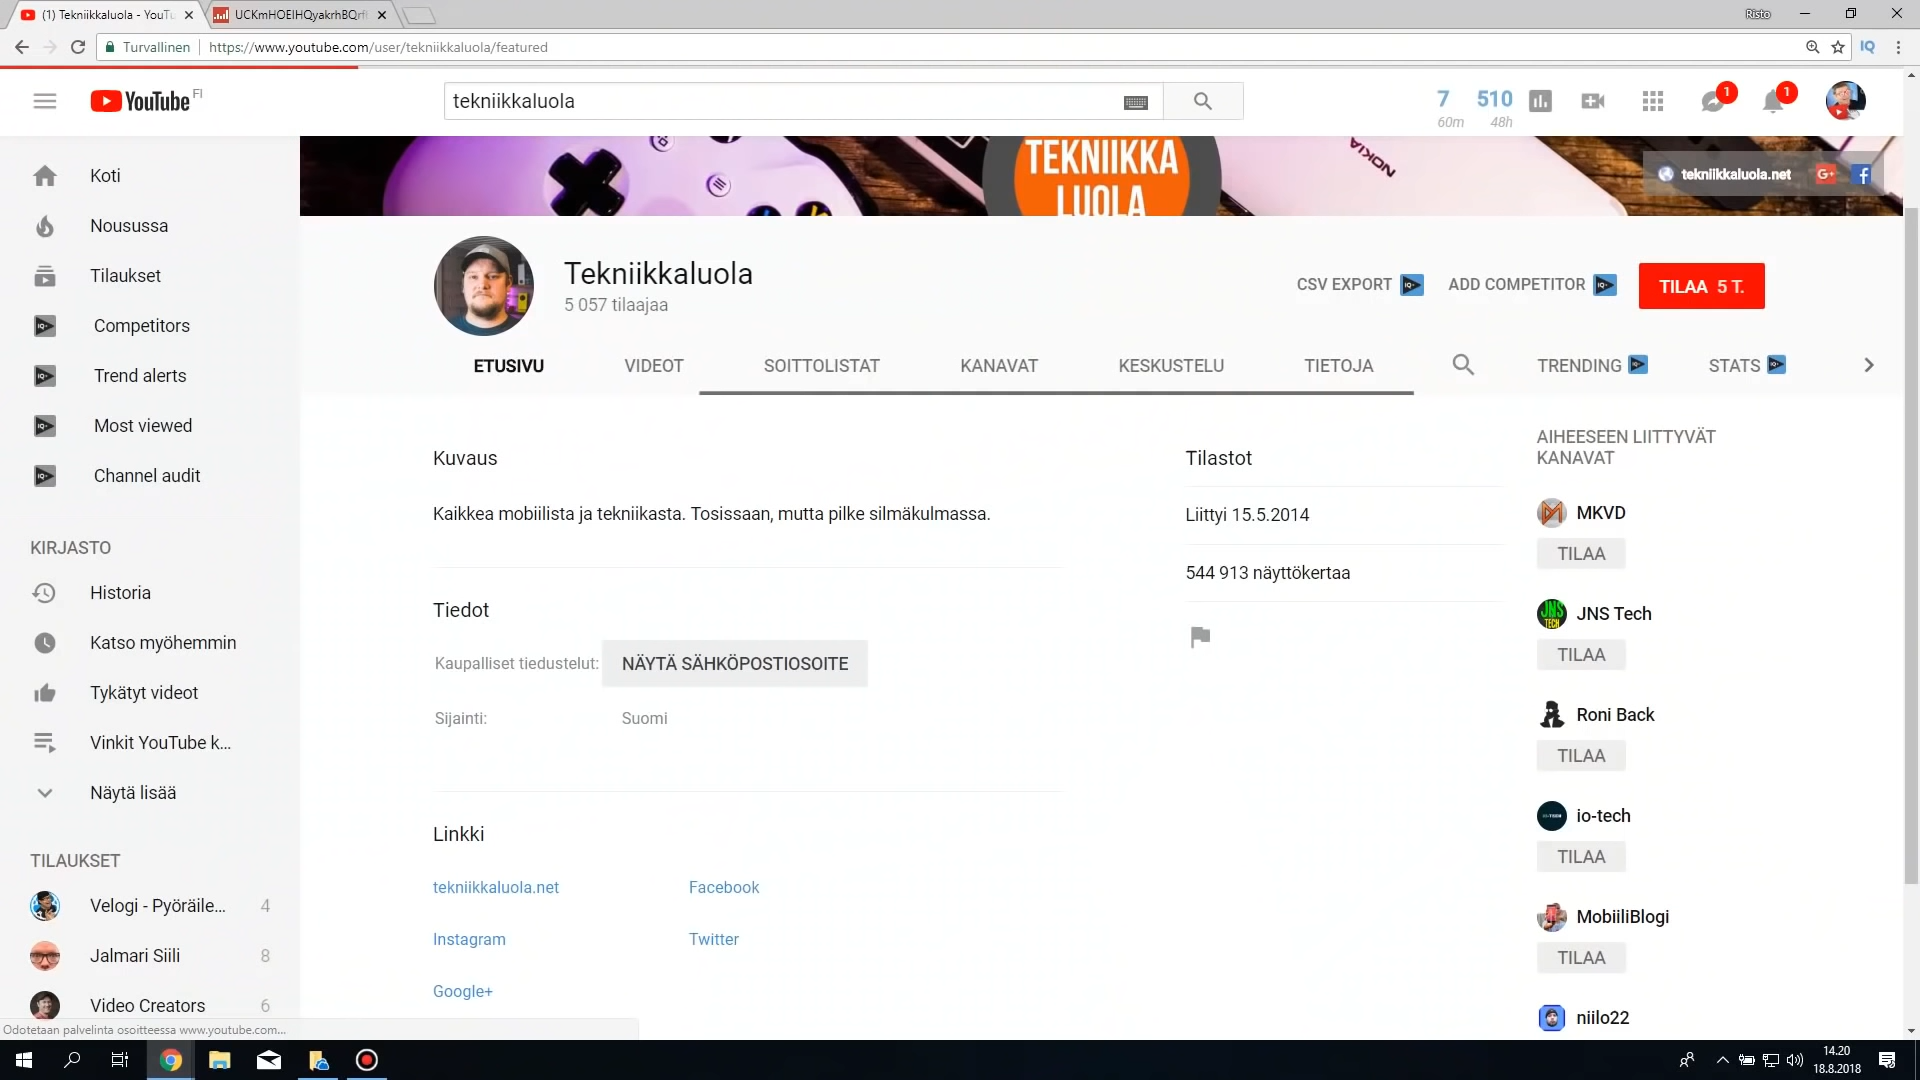 (1) Tekniikkaluola - YouTu
UCKmHOEIHQyakrhBQrf
Risto
Turvallinen
https://www.youtube.com/user/tekniikkaluola/featured
IQ
YouTube FI
tekniikkaluola
7
60m
510
48h
1
1
Koti
Nousussa
Tilaukset
Competitors
Trend alerts
Most viewed
Channel audit
KIRJASTO
Historia
Katso myöhemmin
Tykätyt videot
Vinkit YouTube k...
Näytä lisää
TILAUKSET
Velogi - Pyöräile... 4
Jalmari Siili 8
Video Creators 6
TEKNIIKKA
LUOLA
NOKIA
tekniikkaluola.net
G+
f
Tekniikkaluola
5 057 tilaajaa
CSV EXPORT
ADD COMPETITOR
TILAA 5 T.
ETUSIVU
VIDEOT
SOITTOLISTAT
KANAVAT
KESKUSTELU
TIETOJA
TRENDING
STATS
Kuvaus
Kaikkea mobiilista ja tekniikasta. Tosissaan, mutta pilke silmäkulmassa.
Tiedot
Kaupalliset tiedustelut: NÄYTÄ SÄHKÖPOSTIOSOITE
Sijainti: Suomi
Linkki
tekniikkaluola.net
Facebook
Instagram
Twitter
Google+
Tilastot
Liittyi 15.5.2014
544 913 näyttökertaa
AIHEESEEN LIITTYVÄT
KANAVAT
MKVD
TILAA
JNS
TECH
JNS Tech
TILAA
Roni Back
TILAA
io-tech
TILAA
MobiiliBlogi
TILAA
niilo22
Odotetaan palvelinta osoitteessa www.youtube.com...
14.20
18.8.2018